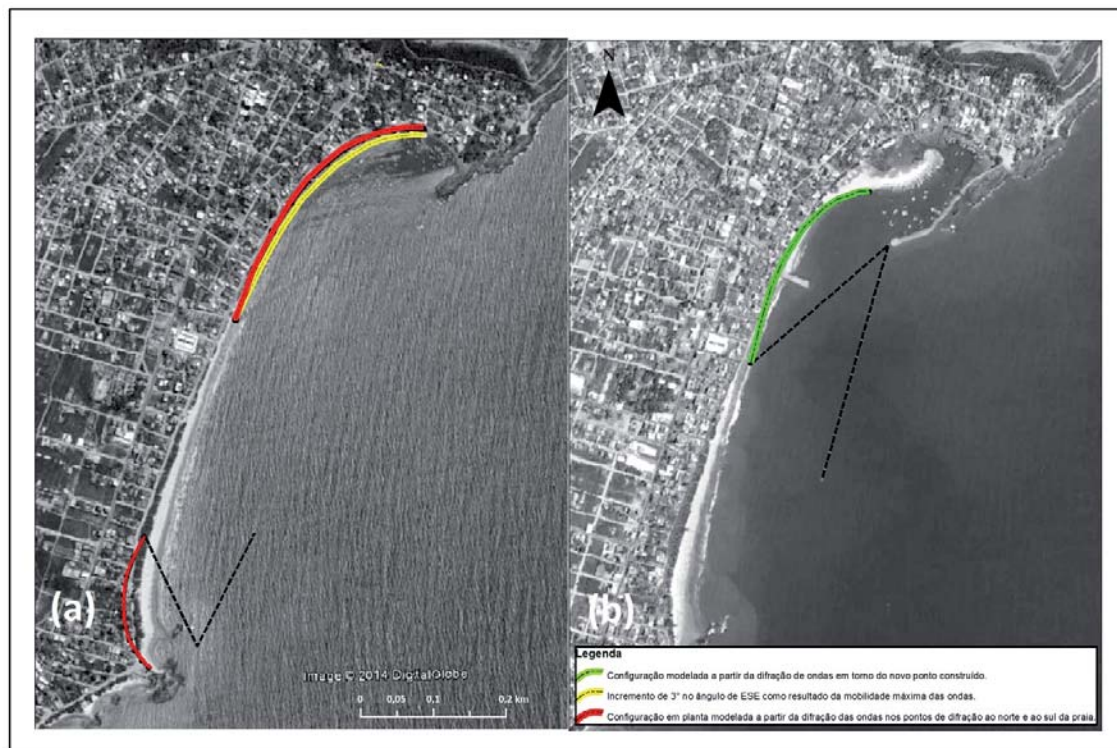 N
(a)
(b)
Image © 2014 DigitalGlobe
0 0,05 0,1 0,2 km
Legenda
Configuração modelada a partir da difração de ondas em torno do novo ponto construído.
Incremento de 3° no ângulo de ESE como resultado da mobilidade máxima das ondas.
Configuração em planta modelada a partir da difração das ondas nos pontos de difração ao norte e ao sul da praia.